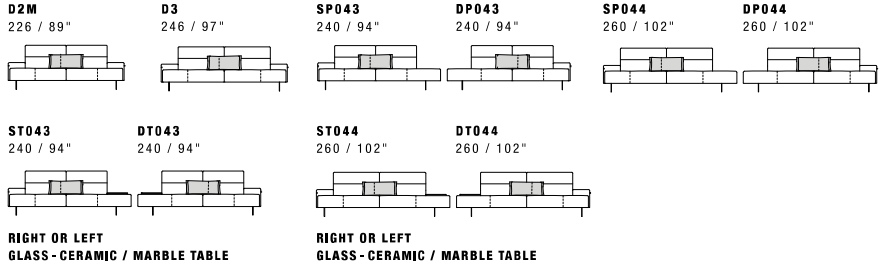 D2M D3 SP043 DP043 SP044 DP044
226 / 89" 246 / 97" 240 / 94" 240 / 94" 260 / 102" 260 / 102"
ST043 DT043 ST044 DT044
240 / 94" 240 / 94" 260 / 102" 260 / 102"
RIGHT OR LEFT RIGHT OR LEFT
GLASS-CERAMIC / MARBLE TABLE GLASS-CERAMIC / MARBLE TABLE